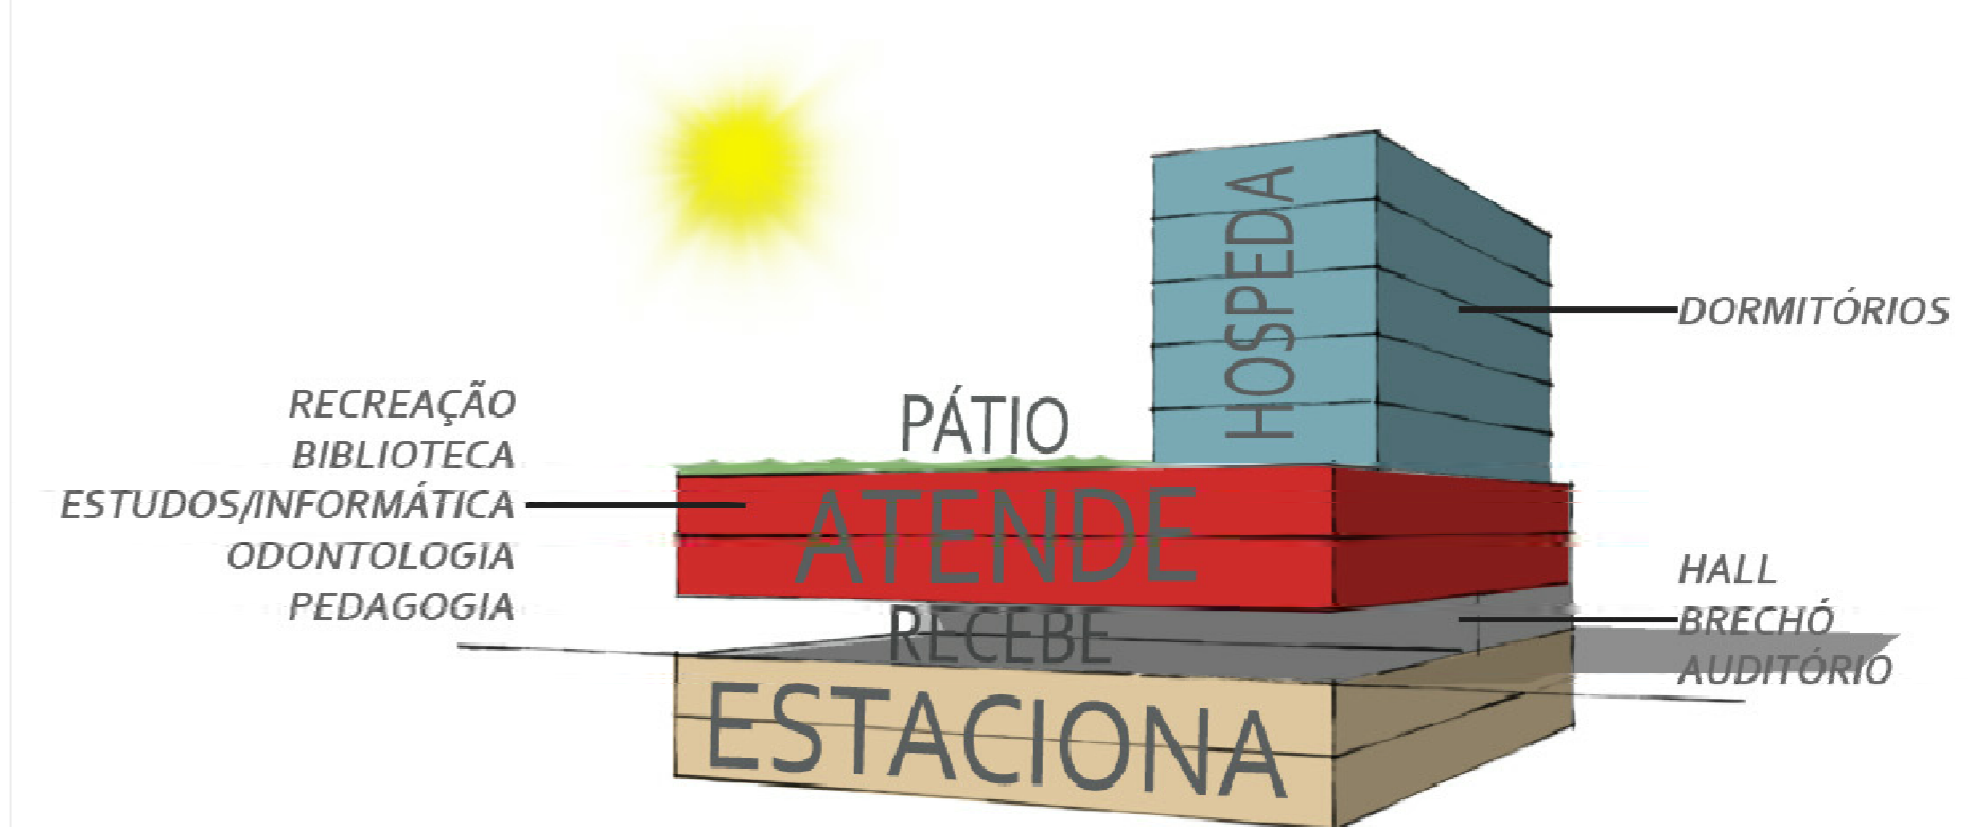 HOSPEDA
DORMITÓRIOS
RECREAÇÃO
BIBLIOTECA
ESTUDOS/INFORMÁTICA
ODONTOLOGIA
PEDAGOGIA
PÁTIO
ATENDE
RECEBE
HALL
BRECHÓ
AUDITÓRIO
ESTACIONA